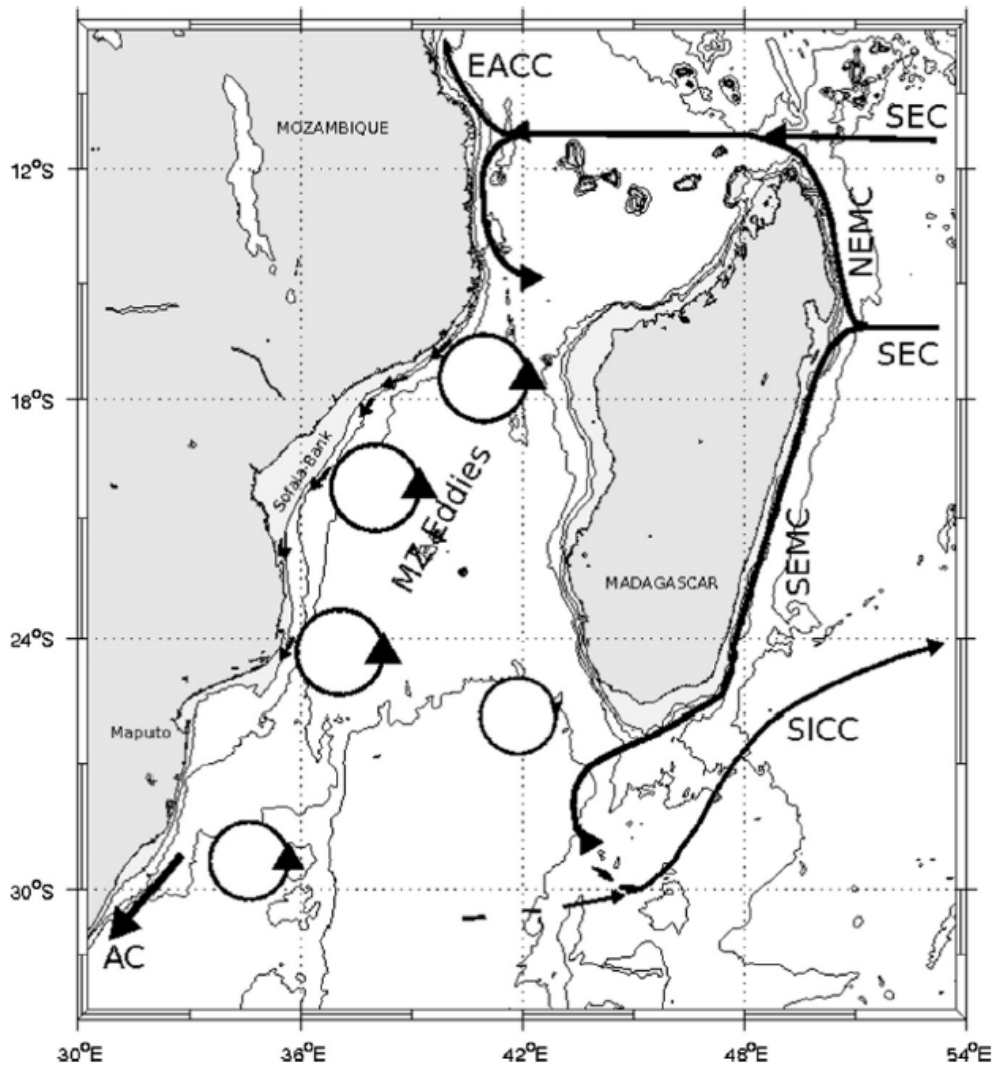 EACC
SEC
MOZAMBIQUE
12°S
NEMC
SEC
18°S
Sofala Bank
MZ Eddies
SEMC
MADAGASCAR
24°S
SICC
Maputo
30°S
AC
30°E
36°E
42°E
48°E
54°E